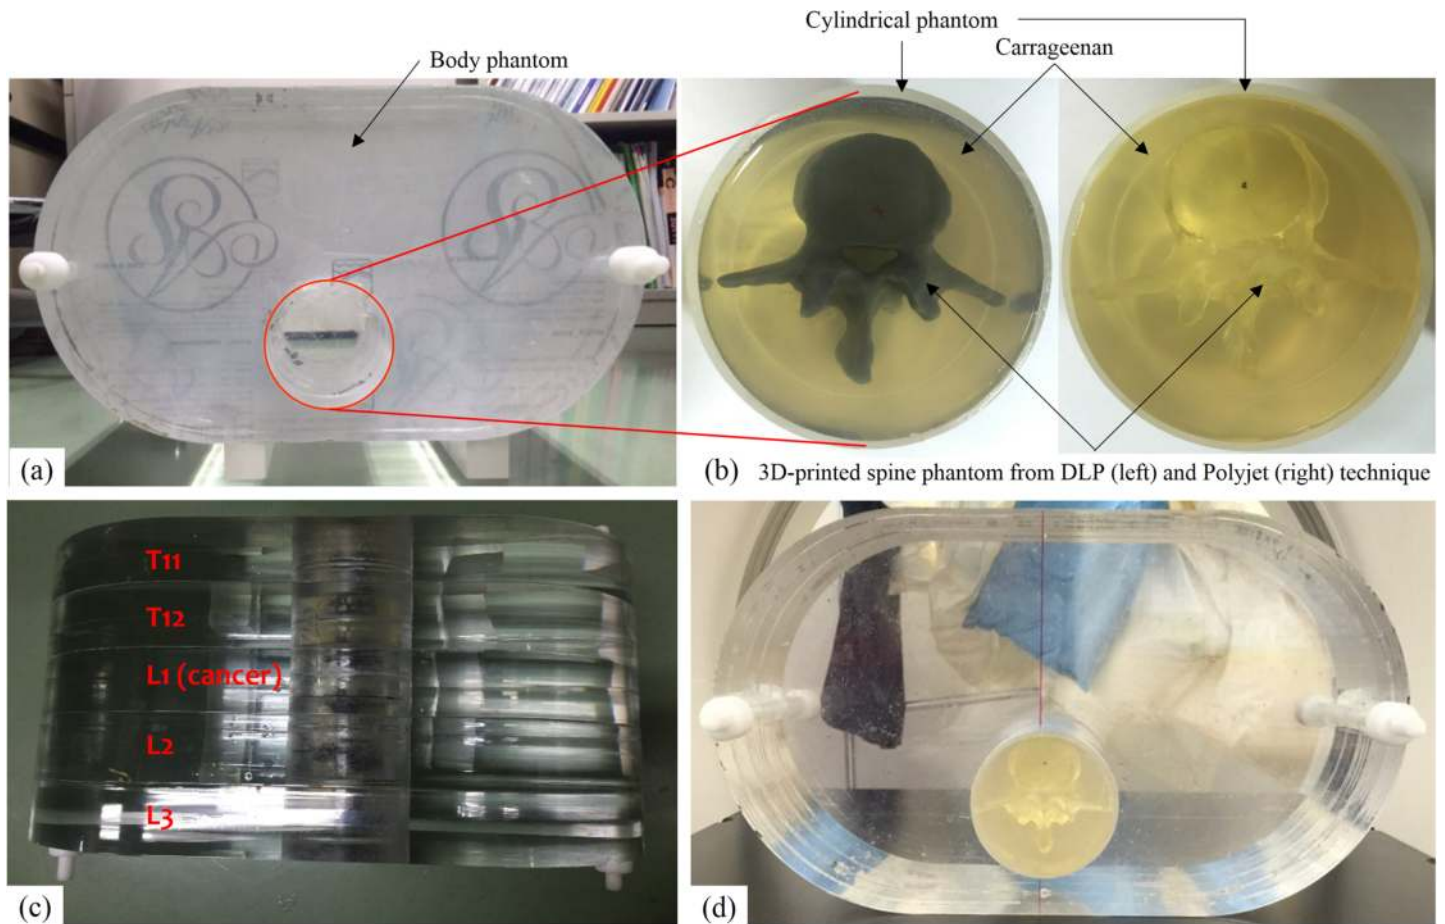 Cylindrical phantom
Carrageenan
Body phantom
(a)
(b) 3D-printed spine phantom from DLP (left) and Polyjet (right) technique
T11
T12
L1 (cancer)
L2
L3
(c)
(d)